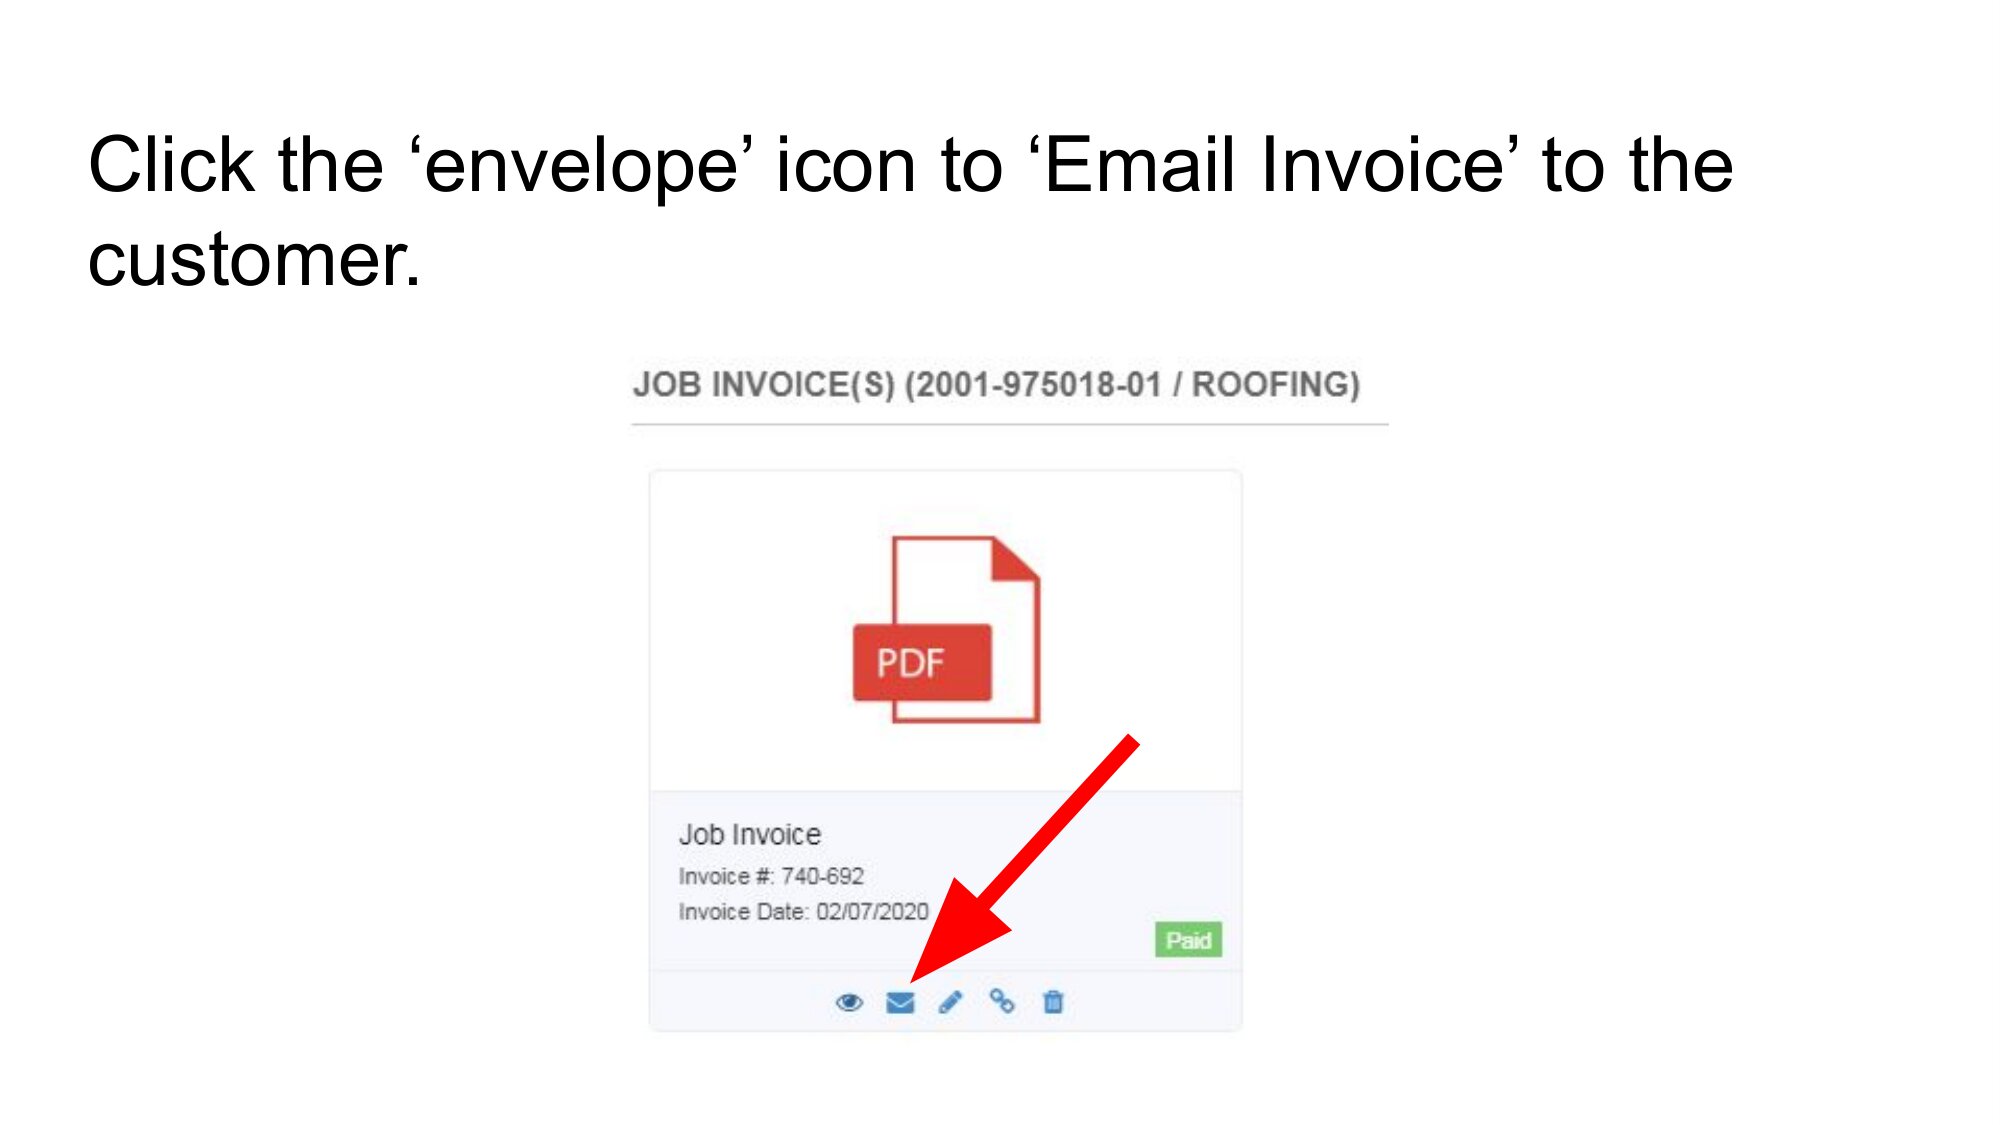 Click the ‘envelope’ icon to ‘Email Invoice’ to the
customer.
JOB INVOICE(S) (2001-975018-01 / ROOFING)
PDF
Job Invoice
Invoice #: 740-692
Invoice Date: 02/07/2020
Paid